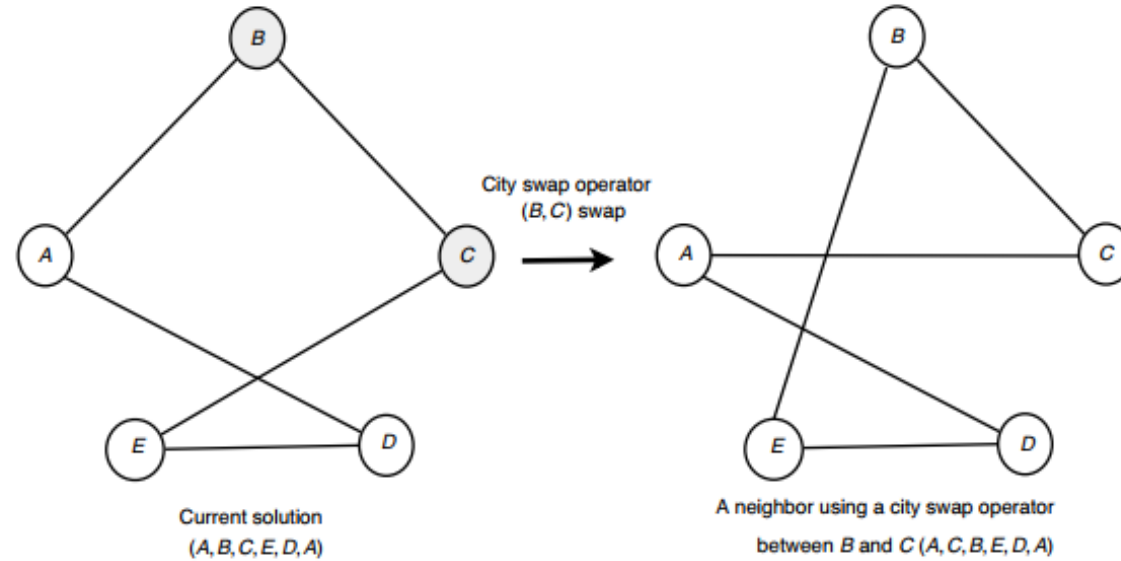 B
B
City swap operator
(B, C) swap
A
C
A
C
E
D
E
D
Current solution
(A, B, C, E, D, A)
A neighbor using a city swap operator
between B and C (A, C, B, E, D, A)